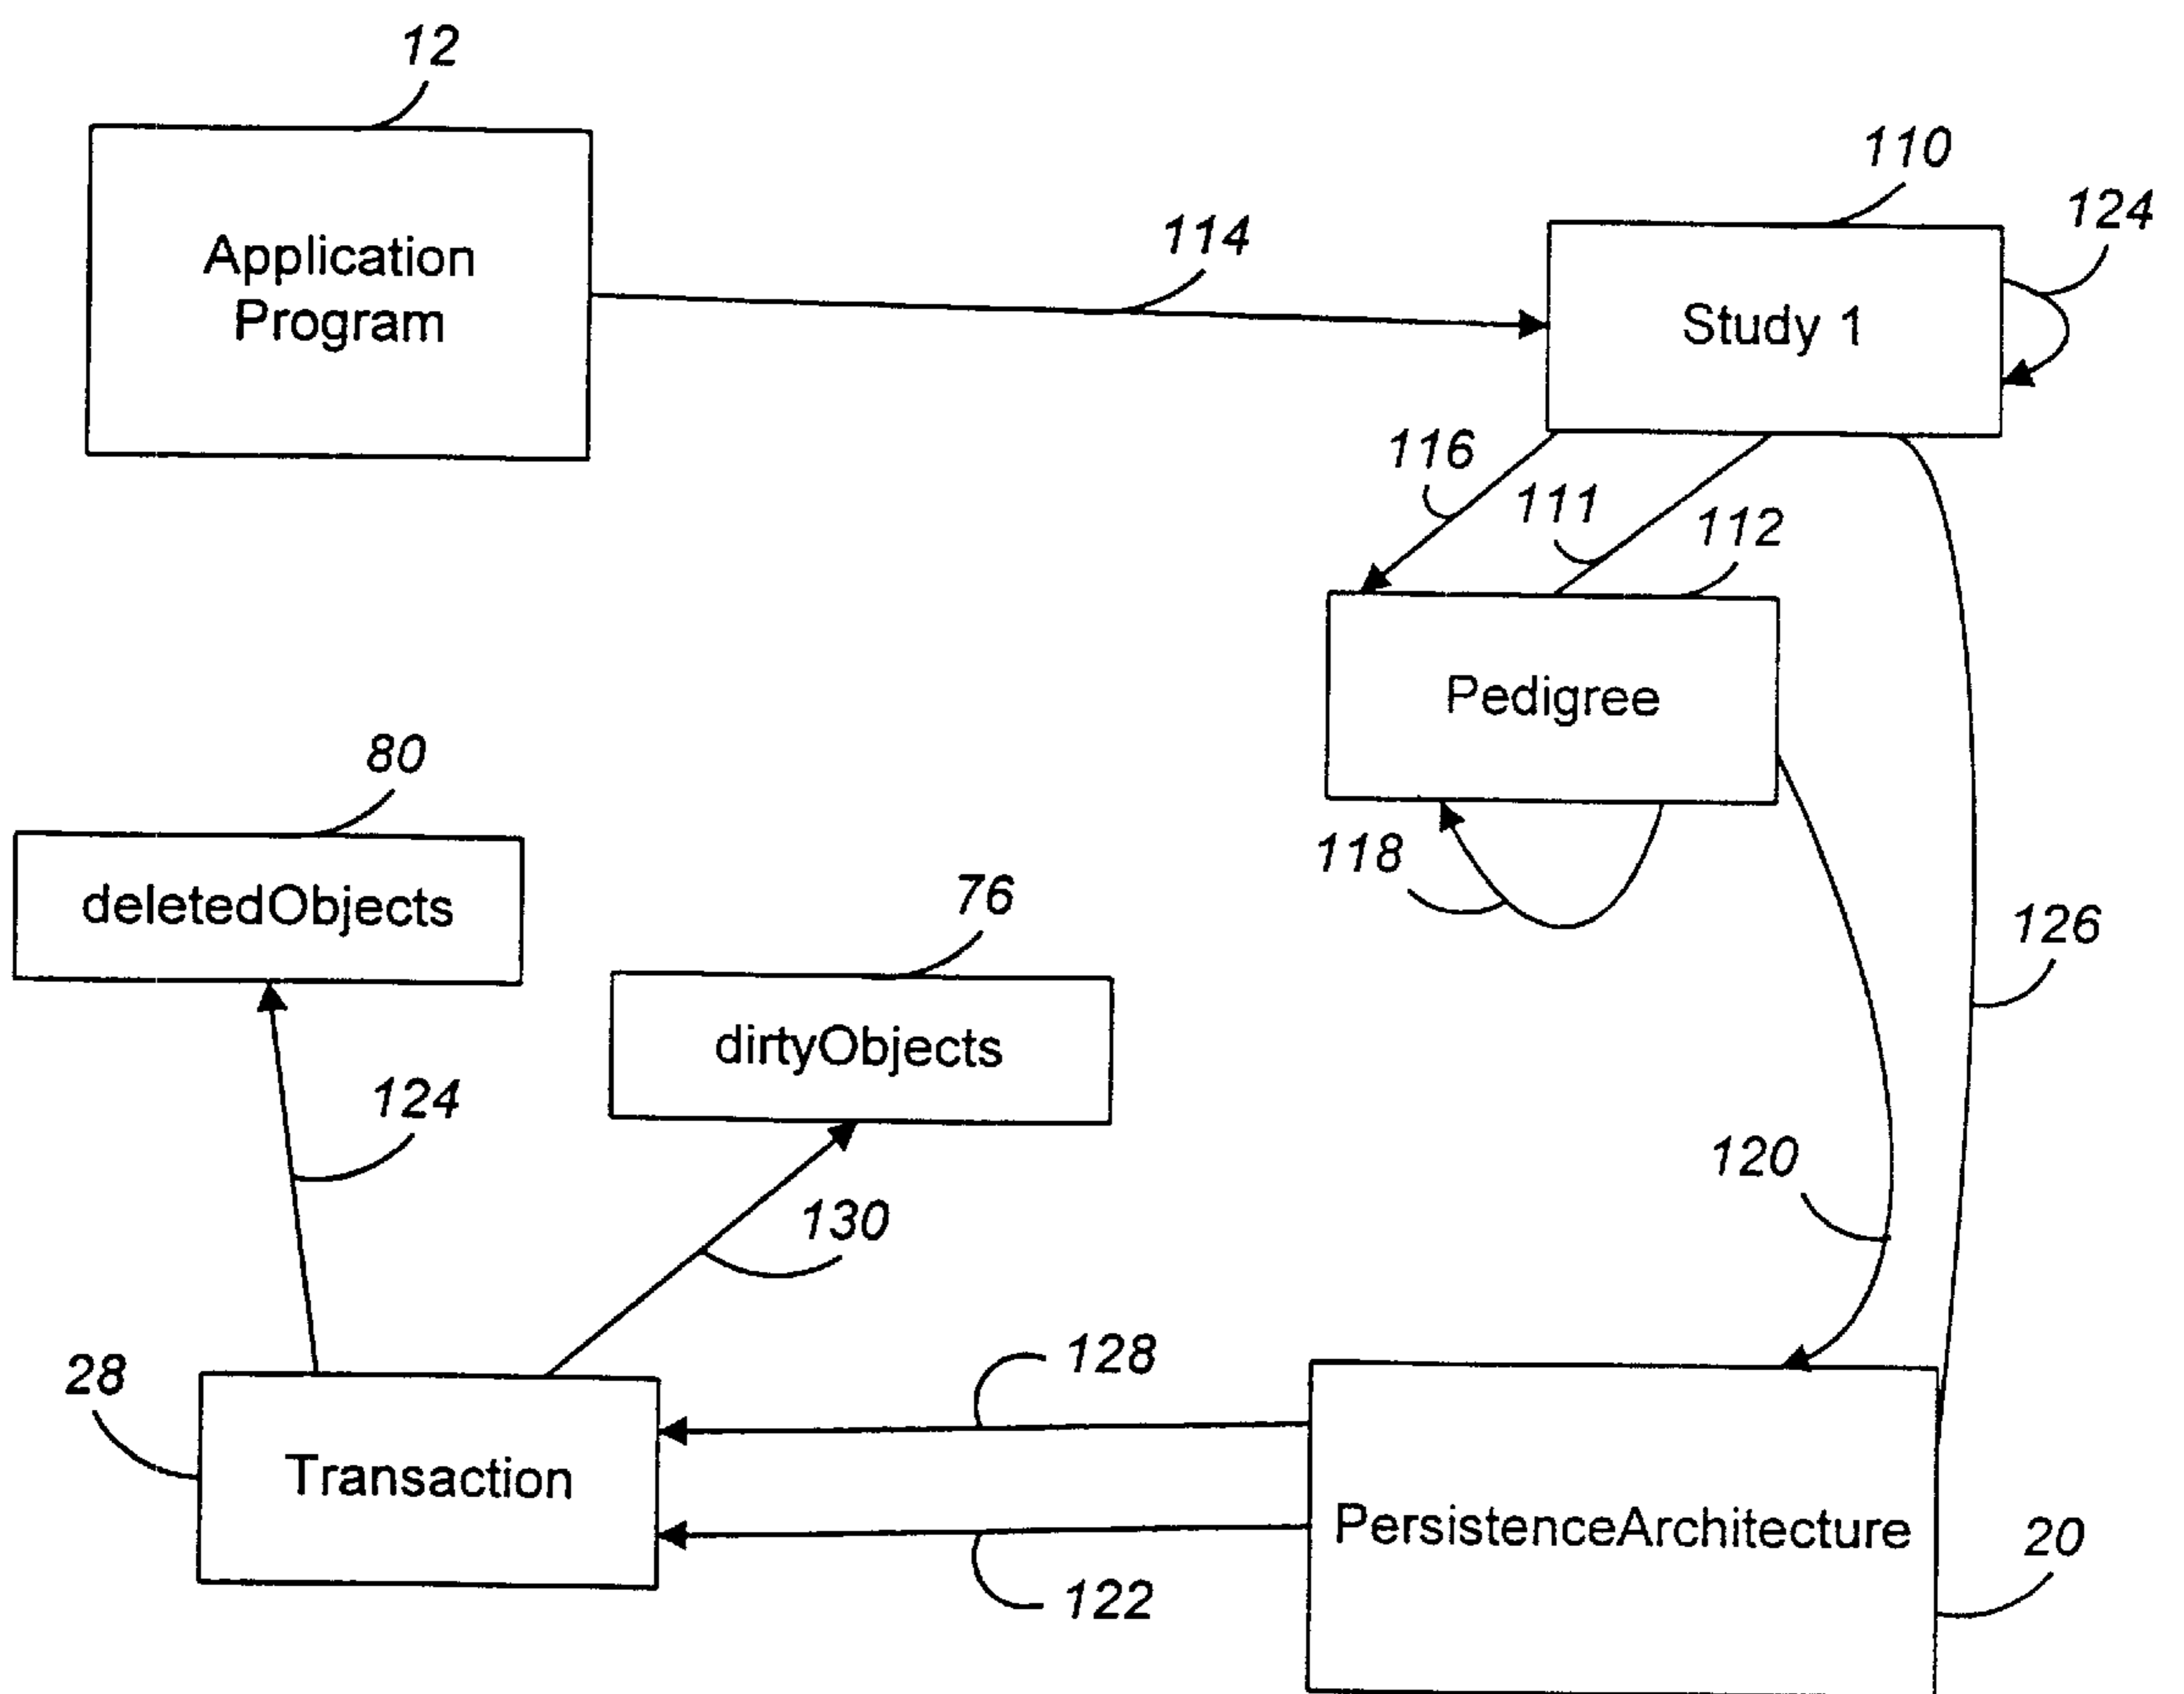 12
110
124
Application
Program
114
Study 1
116
111
112
Pedigree
80
118
deletedObjects
76
126
dirtyObjects
124
120
130
128
28
Transaction
PersistenceArchitecture
20
122